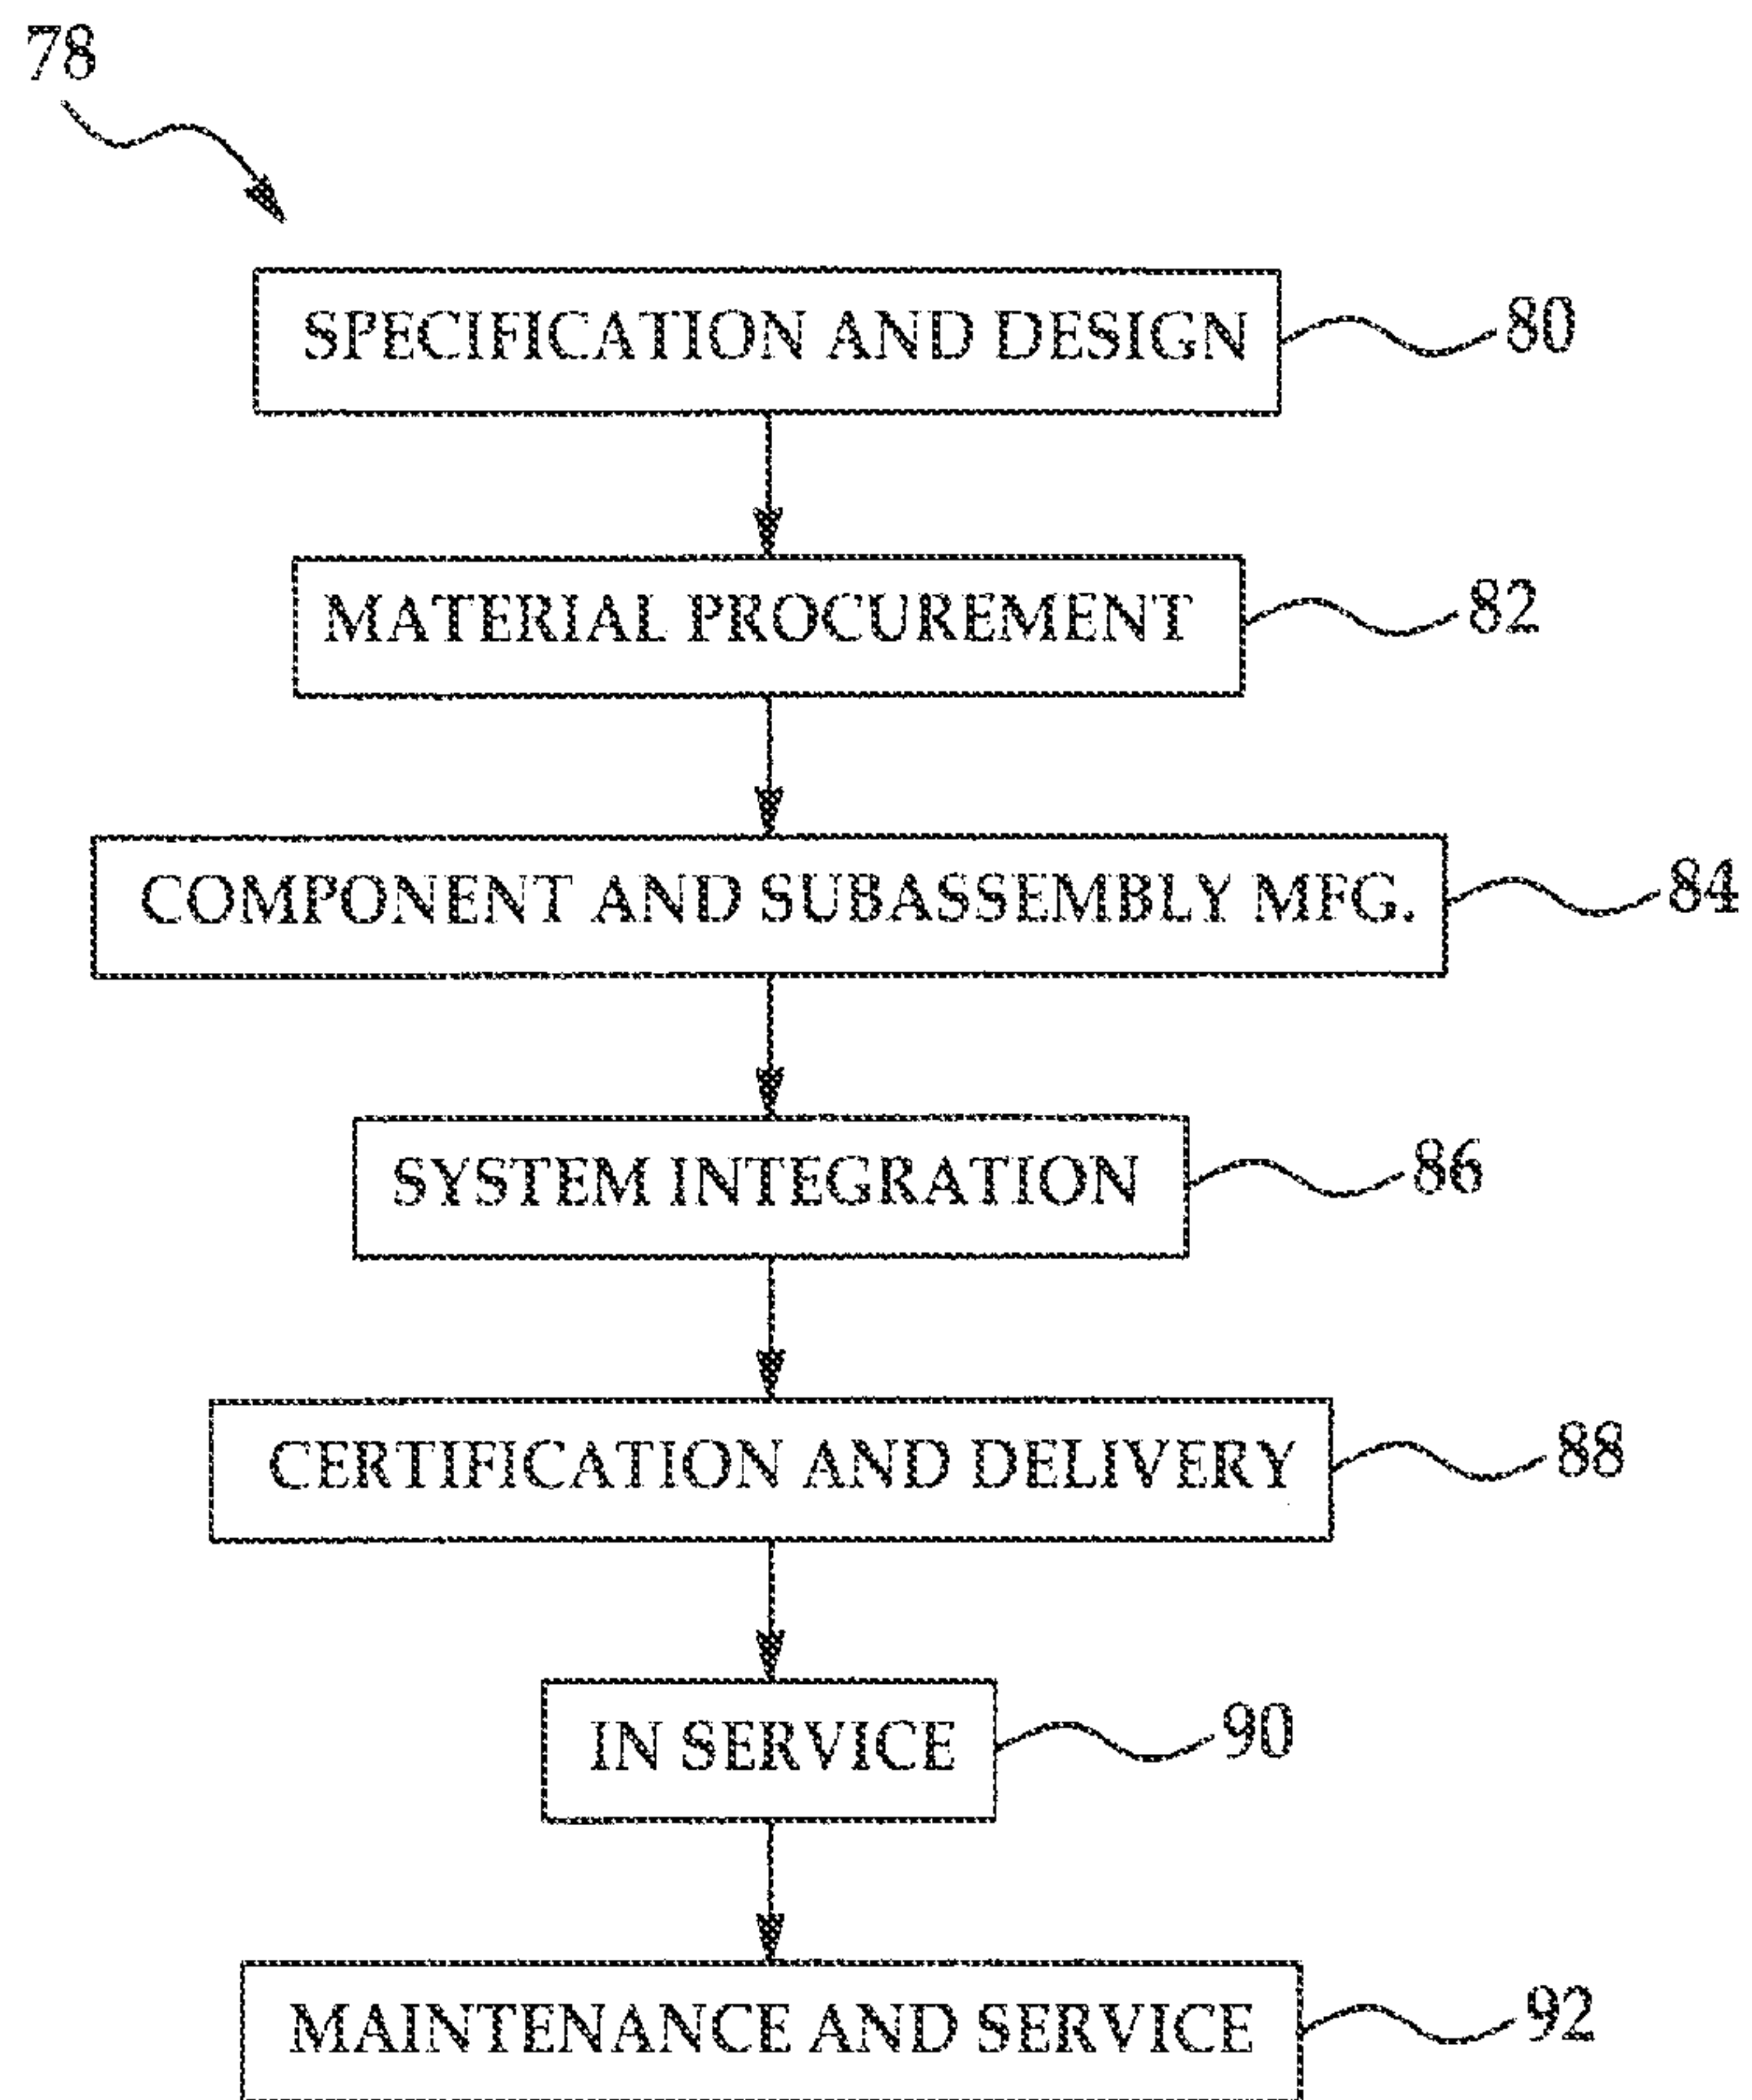 78
SPECIFICATION AND DESIGN 80
MATERIAL PROCUREMENT 82
COMPONENT AND SUBASSEMBLY MFG. 84
SYSTEM INTEGRATION 86
CERTIFICATION AND DELIVERY 88
IN SERVICE 90
MAINTENANCE AND SERVICE 92